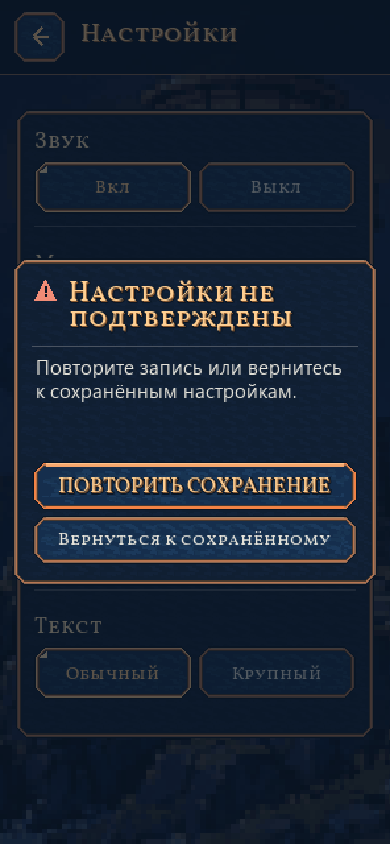 Настройки
Звук
Вкл Выкл
Настройки не
подтверждены
Повторите запись или вернитесь
к сохранённым настройкам.
Повторить сохранение
Вернуться к сохранённому
Текст
Обычный Крупный